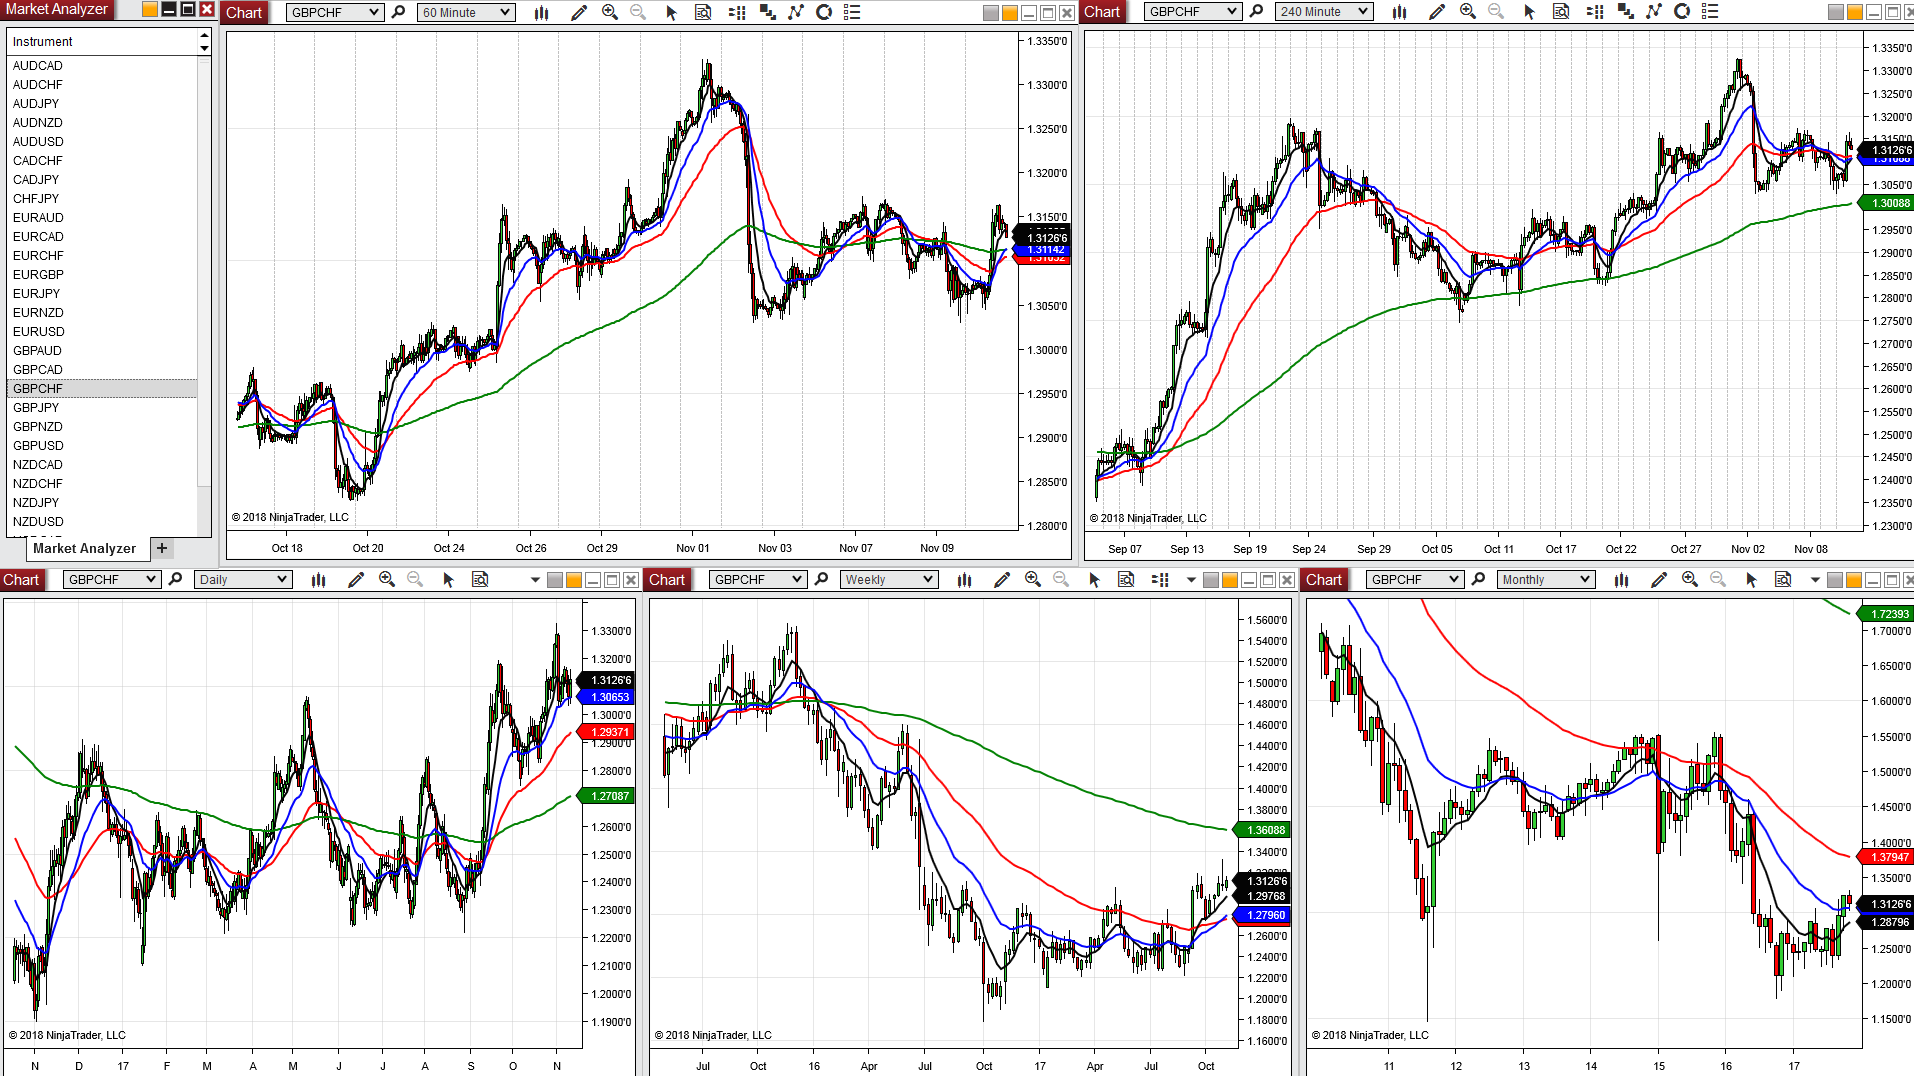 Market Analyzer
Instrument
AUDCAD
AUDCHF
AUDJPY
AUDNZD
AUDUSD
CADCHF
CADJPY
CHFJPY
EURAUD
EURCAD
EURCHF
EURGBP
EURJPY
EURNZD
EURUSD
GBPAUD
GBPCAD
GBPCHF
GBPJPY
GBPNZD
GBPUSD
NZDCAD
NZDCHF
NZDJPY
NZDUSD
Market Analyzer +
Chart GBPCHF 60 Minute
1.3350'0
1.3300'0
1.3250'0
1.3200'0
1.3150'0
1.3126'6
1.31142
1.3050'0
1.3000'0
1.2950'0
1.2900'0
1.2850'0
1.2800'0
© 2018 NinjaTrader, LLC
Oct 18 Oct 20 Oct 24 Oct 26 Oct 29 Nov 01 Nov 03 Nov 07 Nov 09
Chart GBPCHF 240 Minute
1.3350'0
1.3300'0
1.3250'0
1.3200'0
1.3150'0
1.3126'6
1.3050'0
1.30088
1.2950'0
1.2900'0
1.2850'0
1.2800'0
1.2750'0
1.2700'0
1.2650'0
1.2600'0
1.2550'0
1.2500'0
1.2450'0
1.2400'0
1.2350'0
1.2300'0
© 2018 NinjaTrader, LLC
Sep 07 Sep 13 Sep 19 Sep 24 Sep 29 Oct 05 Oct 11 Oct 17 Oct 22 Oct 27 Nov 02 Nov 08
Chart GBPCHF Daily
1.3300'0
1.3200'0
1.3126'6
1.30653
1.3000'0
1.29371
1.2900'0
1.2800'0
1.27087
1.2600'0
1.2500'0
1.2400'0
1.2300'0
1.2200'0
1.2100'0
1.2000'0
1.1900'0
© 2018 NinjaTrader, LLC
N D 17 F M A M J J A S O N
Chart GBPCHF Weekly
1.5600'0
1.5400'0
1.5200'0
1.5000'0
1.4800'0
1.4600'0
1.4400'0
1.4200'0
1.4000'0
1.3800'0
1.36088
1.3400'0
1.3126'6
1.29768
1.27960
1.2600'0
1.2400'0
1.2200'0
1.2000'0
1.1800'0
1.1600'0
© 2018 NinjaTrader, LLC
Jul Oct 16 Apr Jul Oct 17 Apr Jul Oct
Chart GBPCHF Monthly
1.72393
1.7000'0
1.6500'0
1.6000'0
1.5500'0
1.5000'0
1.4500'0
1.4000'0
1.37947
1.3500'0
1.3126'6
1.28796
1.2500'0
1.2000'0
1.1500'0
© 2018 NinjaTrader, LLC
11 12 13 14 15 16 17